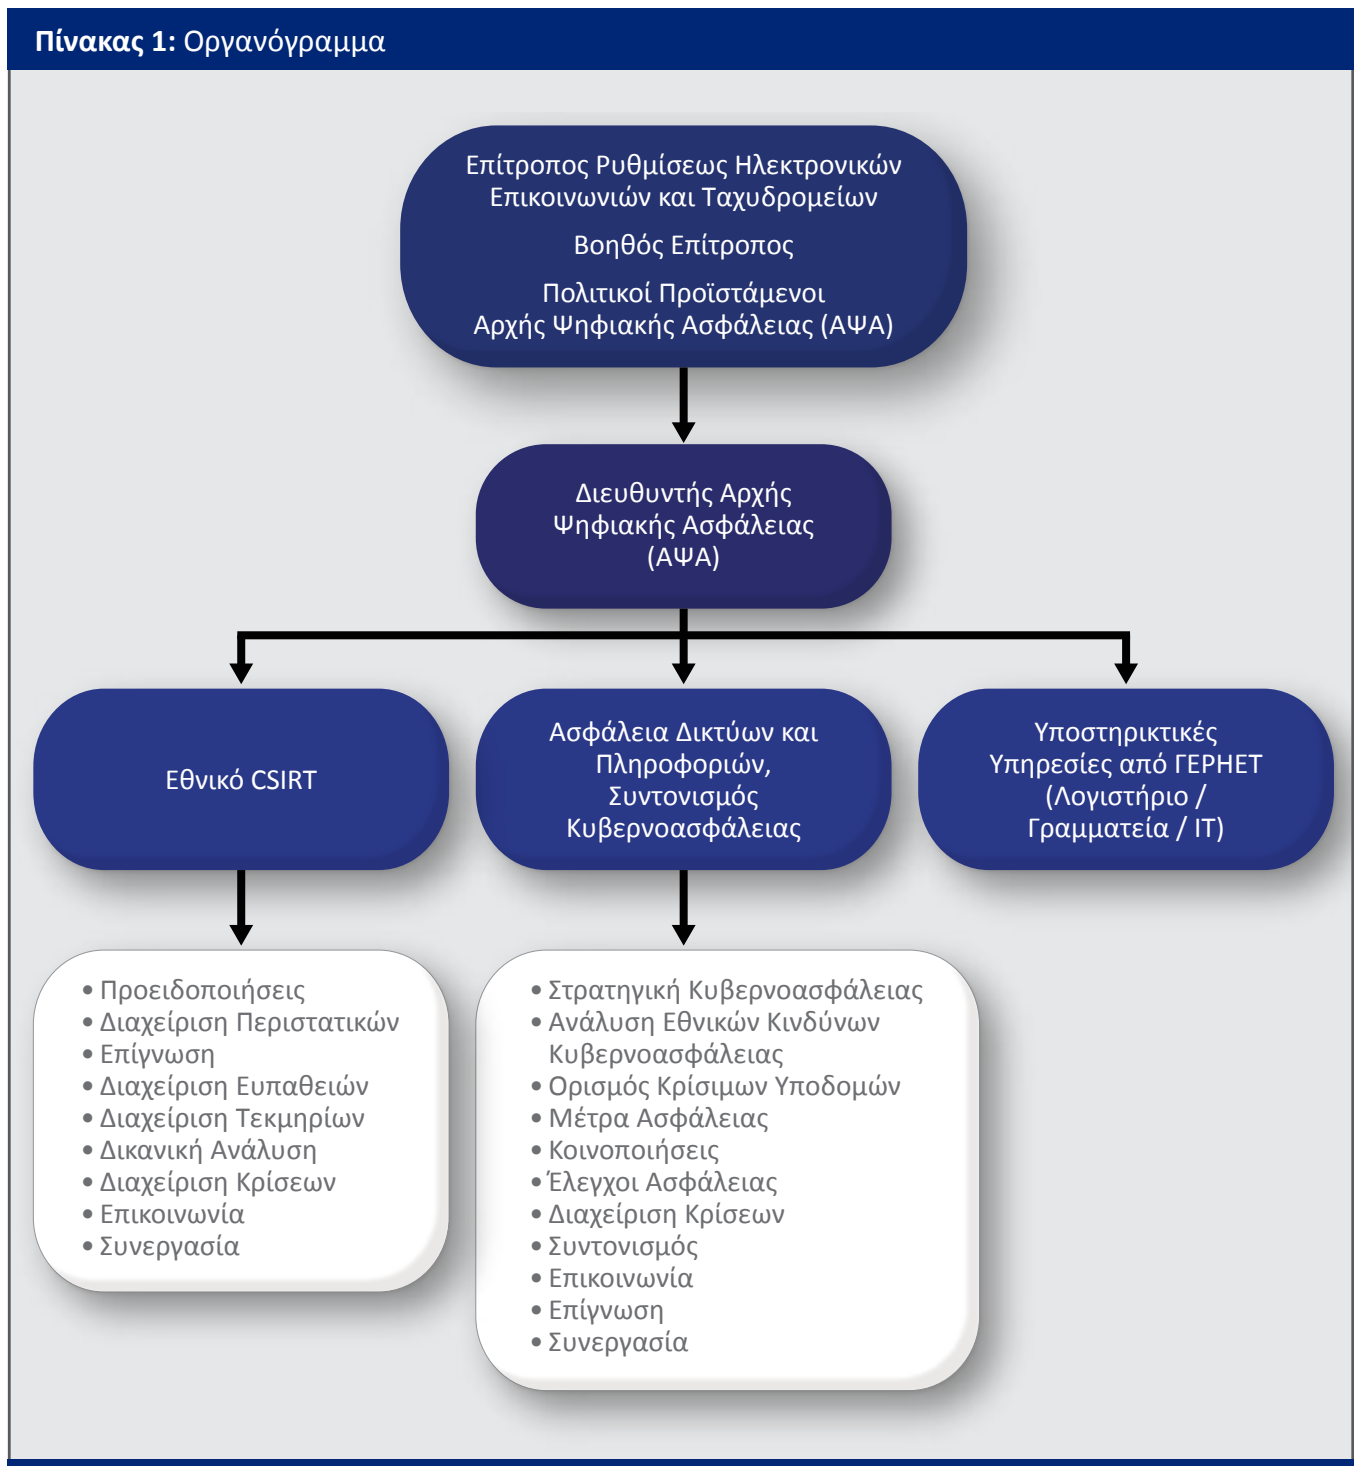 Πίνακας 1: Οργανόγραμμα
Επίτροπος Ρυθμίσεως Ηλεκτρονικών
Επικοινωνιών και Ταχυδρομείων
Βοηθός Επίτροπος
Πολιτικοί Προϊστάμενοι
Αρχής Ψηφιακής Ασφάλειας (ΑΨΑ)
Διευθυντής Αρχής
Ψηφιακής Ασφάλειας
(ΑΨΑ)
Εθνικό CSIRT
Ασφάλεια Δικτύων και
Πληροφοριών,
Συντονισμός
Κυβερνοασφάλειας
Υποστηρικτικές
Υπηρεσίες από ΓΕΡΗΕΤ
(Λογιστήριο /
Γραμματεία / IT)
• Προειδοποιήσεις
• Διαχείριση Περιστατικών
• Επίγνωση
• Διαχείριση Ευπαθειών
• Διαχείριση Τεκμηρίων
• Δικανική Ανάλυση
• Διαχείριση Κρίσεων
• Επικοινωνία
• Συνεργασία
• Στρατηγική Κυβερνοασφάλειας
• Ανάλυση Εθνικών Κινδύνων
Κυβερνοασφάλειας
• Ορισμός Κρίσιμων Υποδομών
• Μέτρα Ασφάλειας
• Κοινοποιήσεις
• Έλεγχοι Ασφάλειας
• Διαχείριση Κρίσεων
• Συντονισμός
• Επικοινωνία
• Επίγνωση
• Συνεργασία